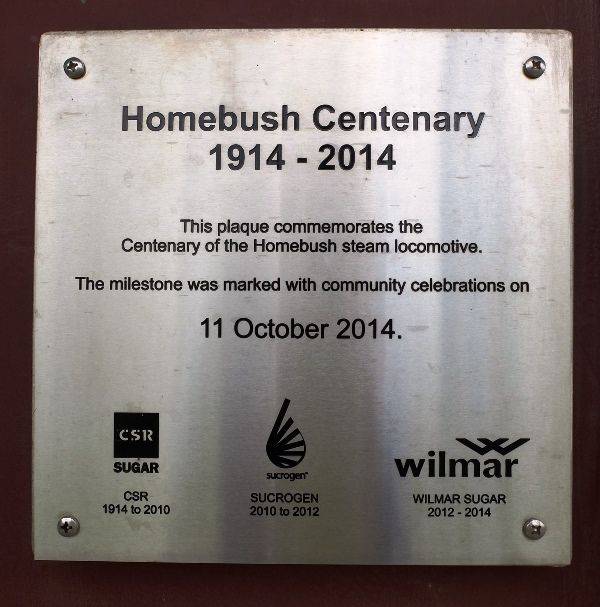 Homebush Centenary
1914 - 2014
This plaque commemorates the
Centenary of the Homebush steam locomotive.
The milestone was marked with community celebrations on
11 October 2014.
CSR
SUGAR
CSR
1914 to 2010
sucrogen™
SUCROGEN
2010 to 2012
wilmar
WILMAR SUGAR
2012 - 2014